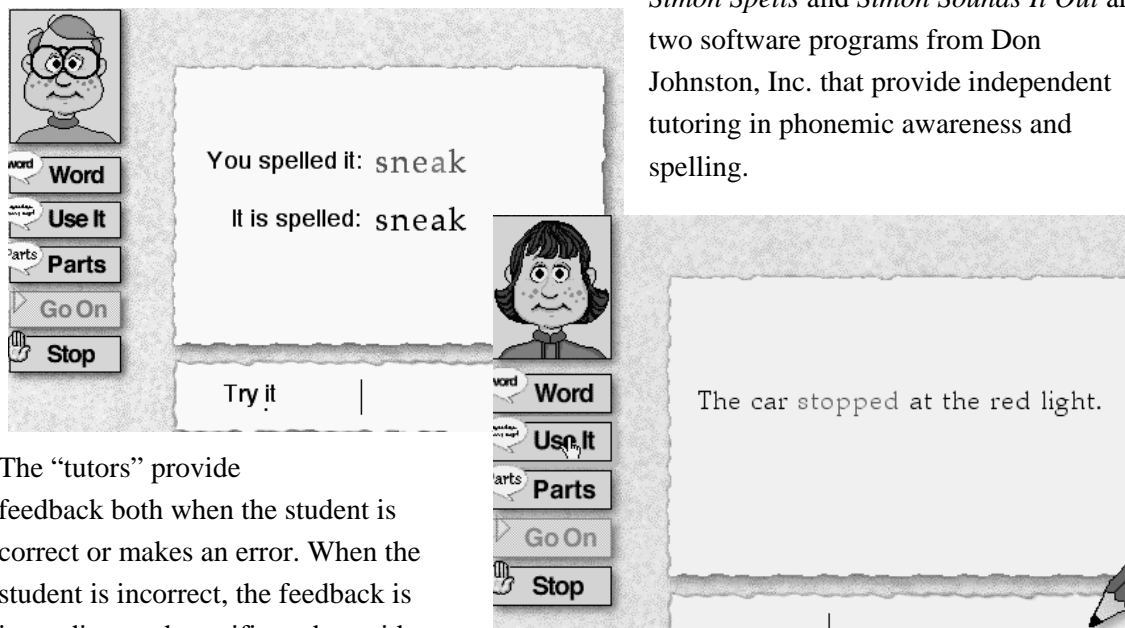 Simon Spells and Simon Sounds It Out
two software programs from Don
Johnston, Inc. that provide independent
tutoring in phonemic awareness and
spelling.
word
Word
Use It
Parts
Parts
Go On
Stop
You spelled it: sneak
It is spelled: sneak
Try it
word
Word
Use It
arts
Parts
Go On
Stop
The car stopped at the red light.
The “tutors” provide
feedback both when the student is
correct or makes an error. When the
student is incorrect, the feedback is